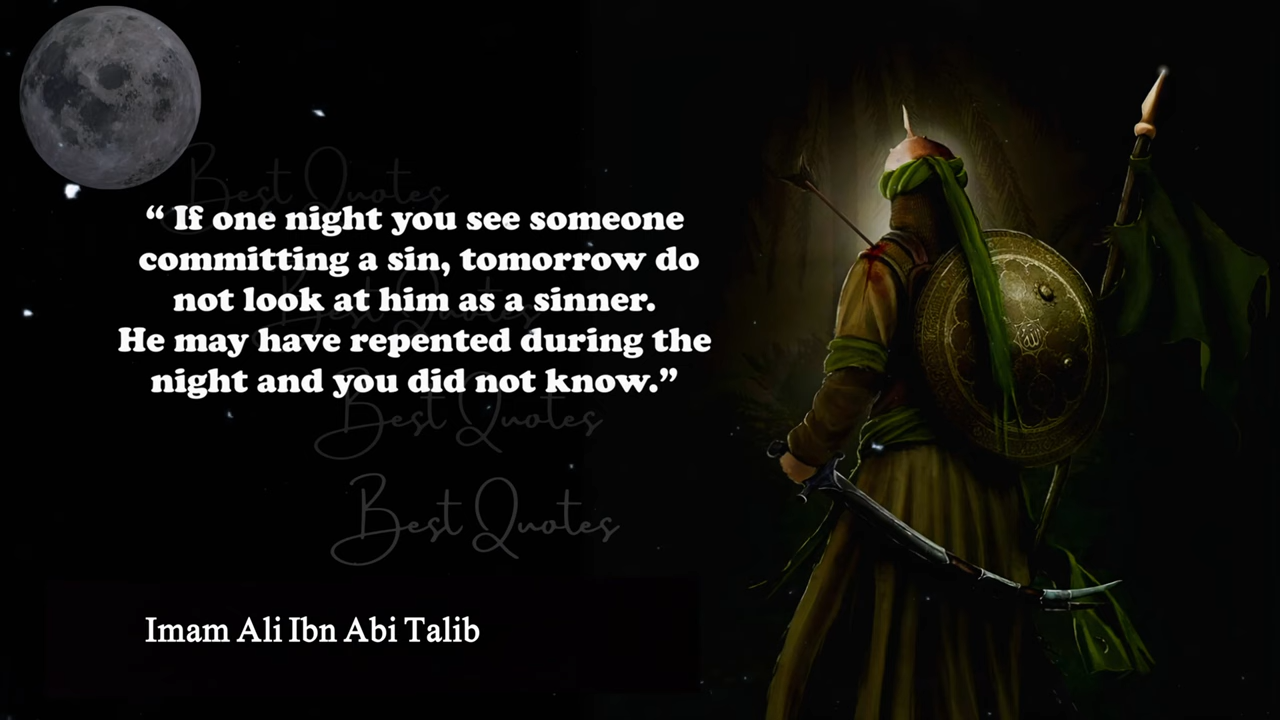 Best Quotes
“ If one night you see someone
committing a sin, tomorrow do
not look at him as a sinner.
He may have repented during the
night and you did not know.”
Best Quotes
Best Quotes
Imam Ali Ibn Abi Talib